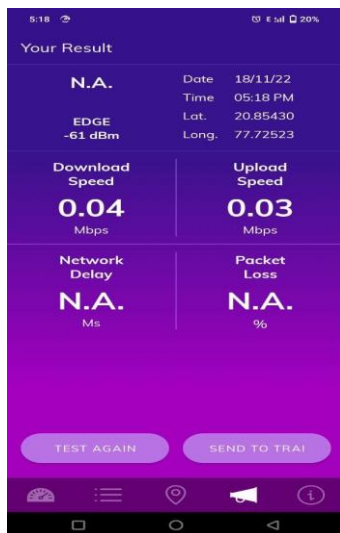 5:18 E 20%
Your Result
N.A.
EDGE
-61 dBm
Date 18/11/22
Time 05:18 PM
Lat. 20.85430
Long. 77.72523
Download
Speed
0.04
Mbps
Upload
Speed
0.03
Mbps
Network
Delay
N.A.
Ms
Packet
Loss
N.A.
%
TEST AGAIN
SEND TO TRAI